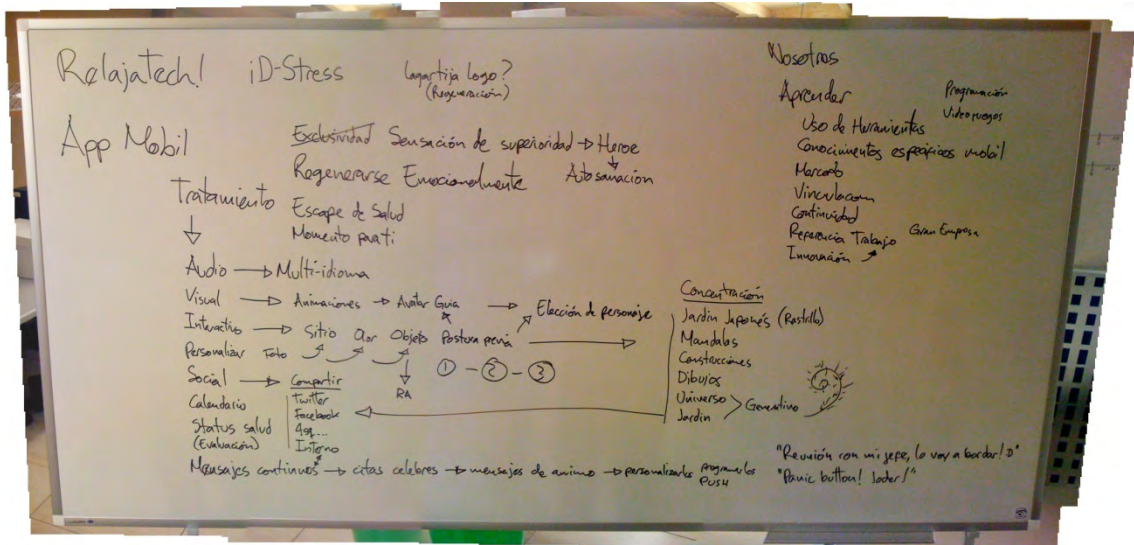 Relajatech! iD-Stress Lagartija Logo?
(Regeneración)
App Mobil
Exclusividad Sensación de superioridad → Heroe
Regenerarse Emocionalmente Autosanación
Tratamiento
Escape de Salud
Momento para ti
Audio → Multi-idioma
Visual → Animaciones → Avatar Guia → Elección de personaje
Interactivo → Sitio Olor Objeto Postura previa
Personalizar Foto
① - ② - ③
RA
Social → Compartir
Calendario
Status salud
(Evaluación)
Twitter
Facebook
4sq...
Interno
Mensajes continuos → citas celebres → mensajes de animo → personalizarlos programarlos
PUSH
Concentración
Jardin Japonés (Rastrillo)
Mandalas
Construcciones
Dibujos
Universo
Jardin
Generativo
Nosotros
Aprender
Programación
Videojuegos
Uso de Herramientas
Conocimientos específicos mobil
Mercado
Vinculacion
Continuidad
Referencia Trabajo Gran Empresa
Innovación
"Reunión con mi jefe, lo voy a bordar! :D"
"Panic button! Joder!"